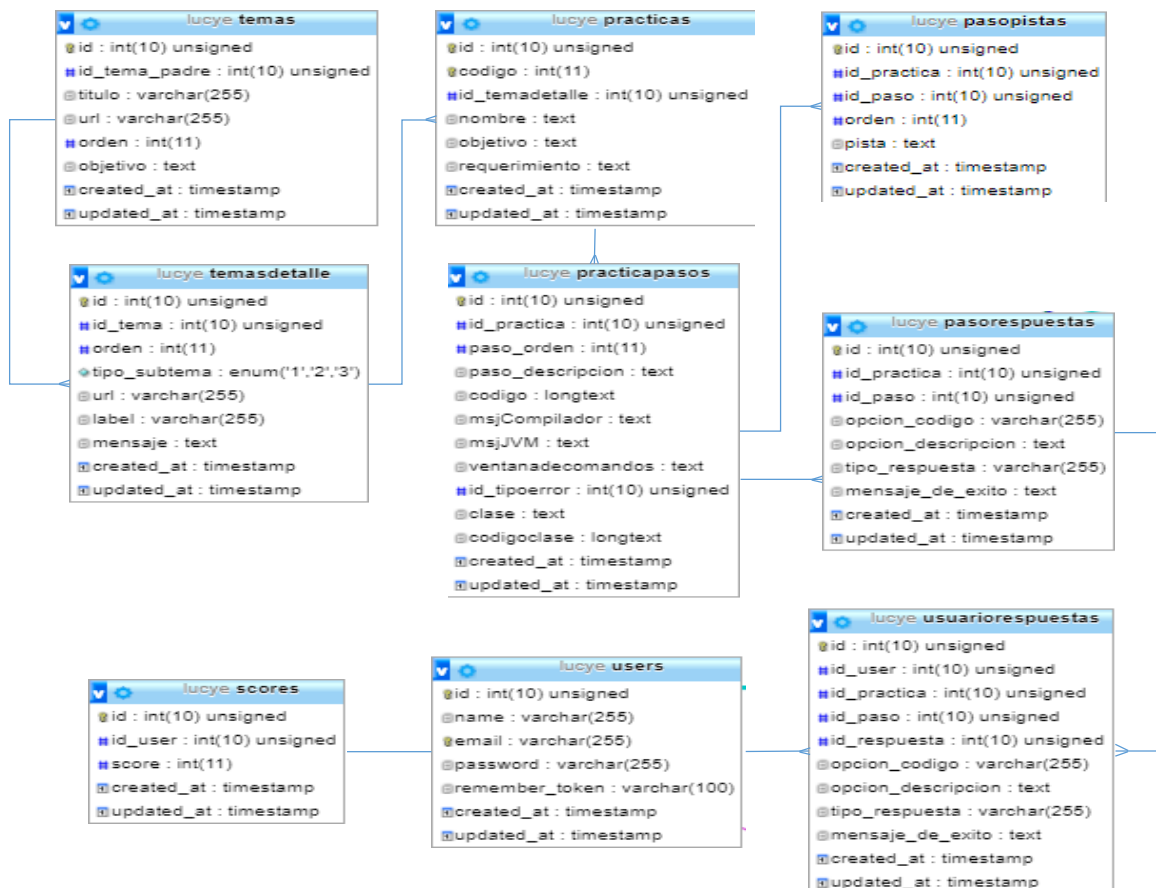 lucye temas
id : int(10) unsigned
id_tema_padre : int(10) unsigned
titulo : varchar(255)
url : varchar(255)
orden : int(11)
objetivo : text
created_at : timestamp
updated_at : timestamp
lucye practicas
id : int(10) unsigned
codigo : int(11)
id_temadetalle : int(10) unsigned
nombre : text
objetivo : text
requerimiento : text
created_at : timestamp
updated_at : timestamp
lucye pasopistas
id : int(10) unsigned
id_practica : int(10) unsigned
id_paso : int(10) unsigned
orden : int(11)
pista : text
created_at : timestamp
updated_at : timestamp
lucye temasdetalle
id : int(10) unsigned
id_tema : int(10) unsigned
orden : int(11)
tipo_subtema : enum('1','2','3')
url : varchar(255)
label : varchar(255)
mensaje : text
created_at : timestamp
updated_at : timestamp
lucye practicapasos
id : int(10) unsigned
id_practica : int(10) unsigned
paso_orden : int(11)
paso_descripcion : text
codigo : longtext
msjCompilador : text
msjJVM : text
ventanadecomandos : text
id_tipoerror : int(10) unsigned
clase : text
codigoclase : longtext
created_at : timestamp
updated_at : timestamp
lucye pasorespuestas
id : int(10) unsigned
id_practica : int(10) unsigned
id_paso : int(10) unsigned
opcion_codigo : varchar(255)
opcion_descripcion : text
tipo_respuesta : varchar(255)
mensaje_de_exito : text
created_at : timestamp
updated_at : timestamp
lucye scores
id : int(10) unsigned
id_user : int(10) unsigned
score : int(11)
created_at : timestamp
updated_at : timestamp
lucye users
id : int(10) unsigned
name : varchar(255)
email : varchar(255)
password : varchar(255)
remember_token : varchar(100)
created_at : timestamp
updated_at : timestamp
lucye usuariorespuestas
id : int(10) unsigned
id_user : int(10) unsigned
id_practica : int(10) unsigned
id_paso : int(10) unsigned
id_respuesta : int(10) unsigned
opcion_codigo : varchar(255)
opcion_descripcion : text
tipo_respuesta : varchar(255)
mensaje_de_exito : text
created_at : timestamp
updated_at : timestamp